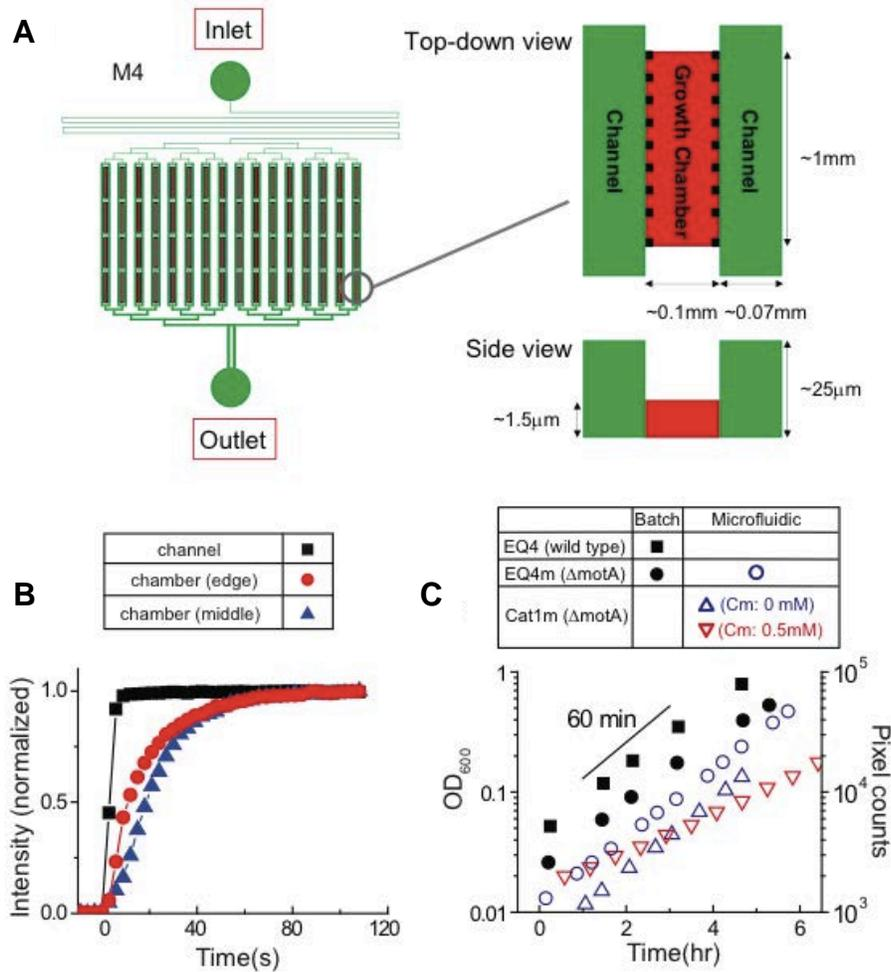 A
Inlet
M4
Outlet
Top-down view
Channel
Growth Chamber
Channel
~1mm
~0.1mm ~0.07mm
Side view
~1.5μm
~25μm
B
channel
chamber (edge)
chamber (middle)
Intensity (normalized)
1.0
0.5
0.0
0 40 80 120
Time(s)
C
Batch Microfluidic
EQ4 (wild type)
EQ4m (ΔmotA)
Cat1m (ΔmotA)
(Cm: 0 mM)
(Cm: 0.5mM)
60 min
OD600
1
0.1
0.01
10^5
10^4
10^3
Pixel counts
0 2 4 6
Time(hr)